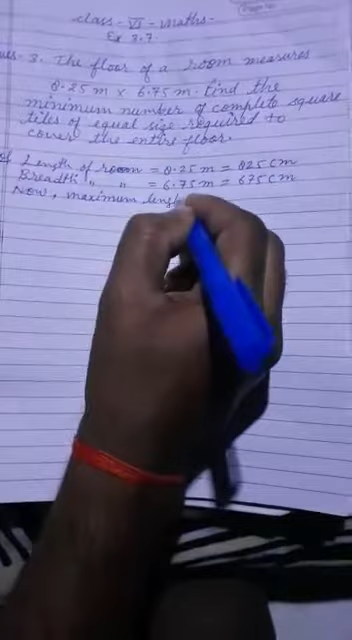 class - VI - Maths -
Ex 3.7.
Ques. 3. The floor of a room measures
8.25 m x 6.75 m. Find the
minimum number of complete square
tiles of equal size required to
cover the entire floor.
Length of room = 8.25 m = 825 cm
Breadth " " = 6.75 m = 675 cm
Now, maximum leng